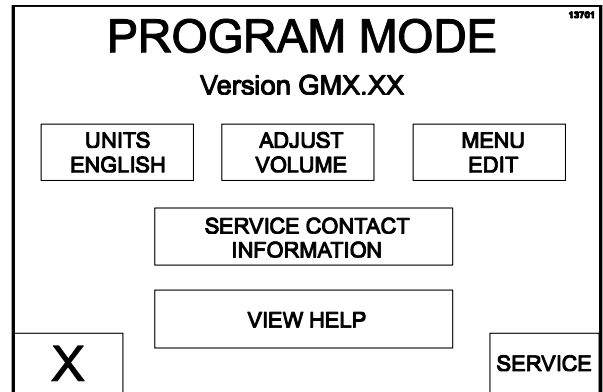 13701
PROGRAM MODE
Version GMX.XX
UNITS
ENGLISH
ADJUST
VOLUME
MENU
EDIT
SERVICE CONTACT
INFORMATION
VIEW HELP
X
SERVICE